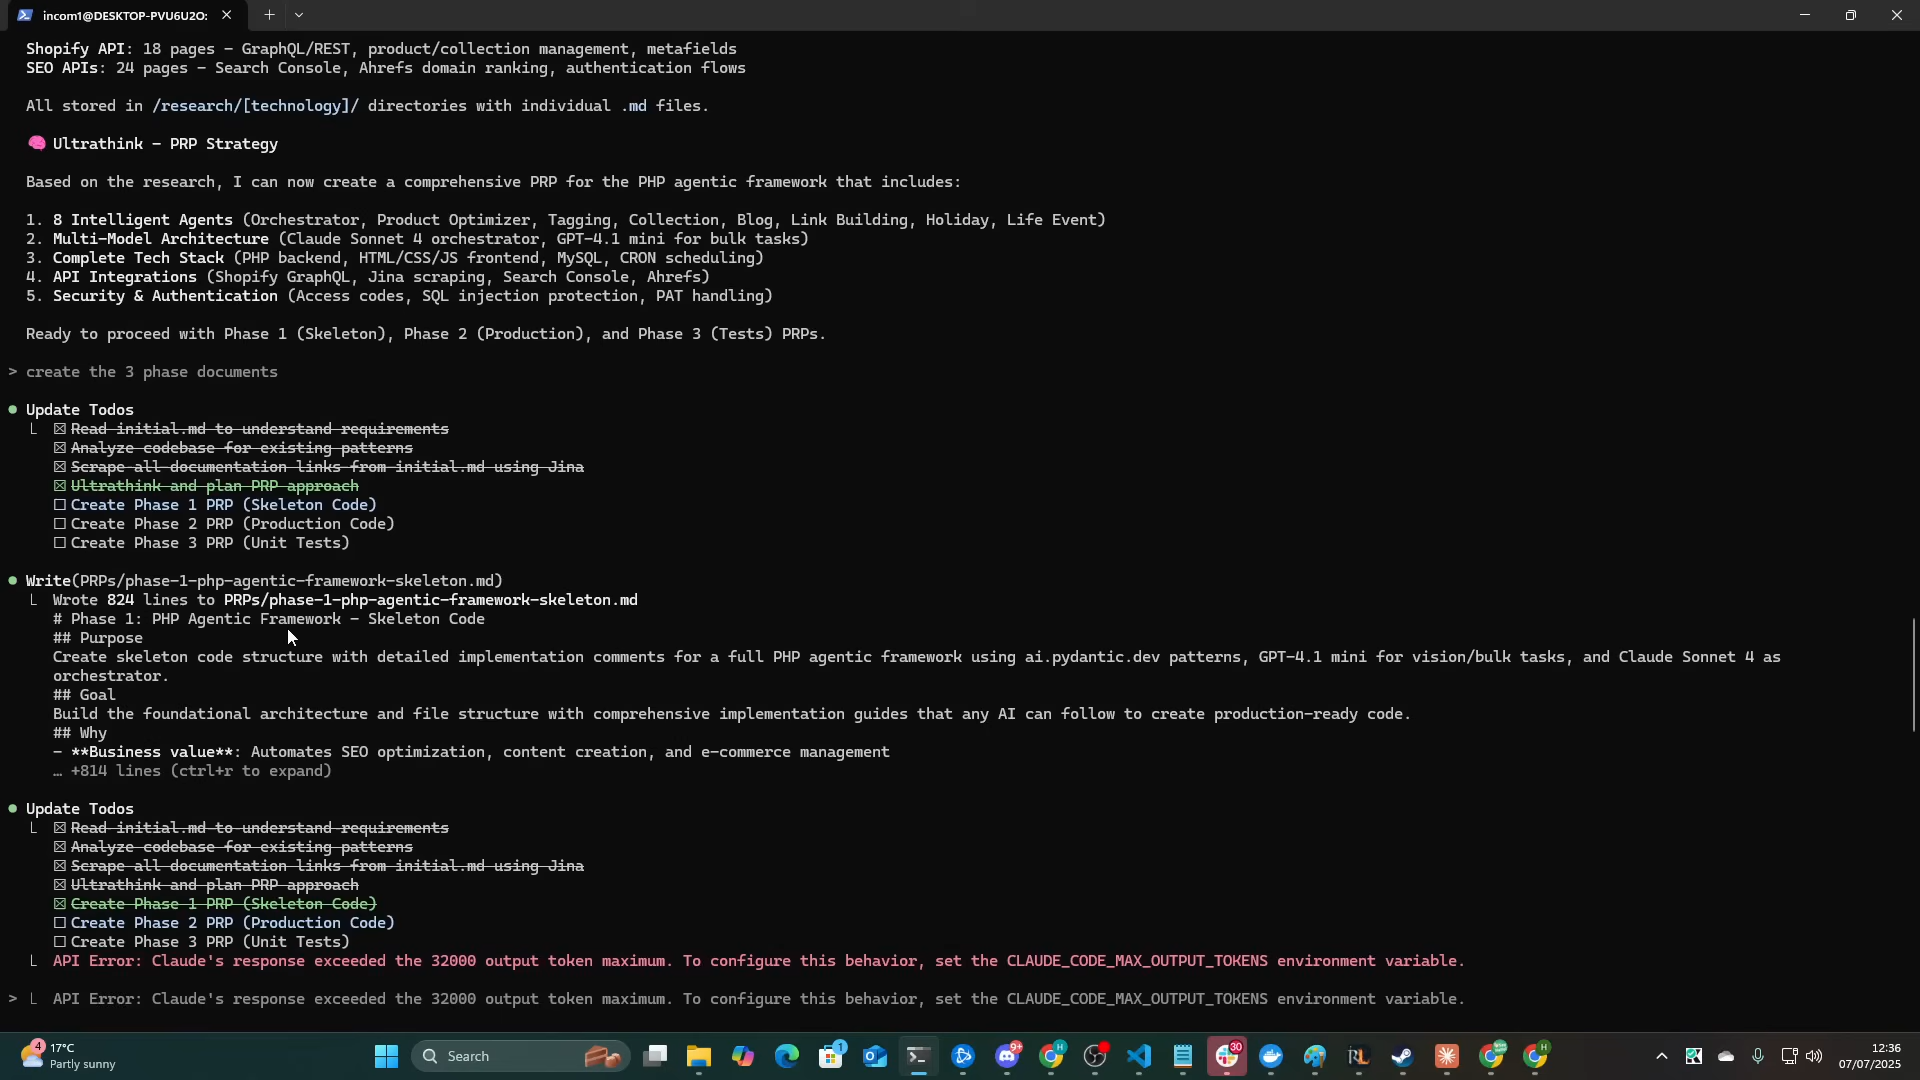 incom1@DESKTOP-PVU6U2O:
Shopify API: 18 pages – GraphQL/REST, product/collection management, metafields
SEO APIs: 24 pages – Search Console, Ahrefs domain ranking, authentication flows
All stored in /research/[technology]/ directories with individual .md files.
🧠 Ultrathink – PRP Strategy
Based on the research, I can now create a comprehensive PRP for the PHP agentic framework that includes:
1. 8 Intelligent Agents (Orchestrator, Product Optimizer, Tagging, Collection, Blog, Link Building, Holiday, Life Event)
2. Multi-Model Architecture (Claude Sonnet 4 orchestrator, GPT-4.1 mini for bulk tasks)
3. Complete Tech Stack (PHP backend, HTML/CSS/JS frontend, MySQL, CRON scheduling)
4. API Integrations (Shopify GraphQL, Jina scraping, Search Console, Ahrefs)
5. Security & Authentication (Access codes, SQL injection protection, PAT handling)
Ready to proceed with Phase 1 (Skeleton), Phase 2 (Production), and Phase 3 (Tests) PRPs.
> create the 3 phase documents
● Update Todos
⎿ ☒ Read initial.md to understand requirements
☒ Analyze codebase for existing patterns
☒ Scrape all documentation links from initial.md using Jina
☒ Ultrathink and plan PRP approach
☐ Create Phase 1 PRP (Skeleton Code)
☐ Create Phase 2 PRP (Production Code)
☐ Create Phase 3 PRP (Unit Tests)
● Write(PRPs/phase-1-php-agentic-framework-skeleton.md)
⎿ Wrote 824 lines to PRPs/phase-1-php-agentic-framework-skeleton.md
# Phase 1: PHP Agentic Framework – Skeleton Code
## Purpose
Create skeleton code structure with detailed implementation comments for a full PHP agentic framework using ai.pydantic.dev patterns, GPT-4.1 mini for vision/bulk tasks, and Claude Sonnet 4 as
orchestrator.
## Goal
Build the foundational architecture and file structure with comprehensive implementation guides that any AI can follow to create production-ready code.
## Why
- **Business value**: Automates SEO optimization, content creation, and e-commerce management
… +814 lines (ctrl+r to expand)
● Update Todos
⎿ ☒ Read initial.md to understand requirements
☒ Analyze codebase for existing patterns
☒ Scrape all documentation links from initial.md using Jina
☒ Ultrathink and plan PRP approach
☒ Create Phase 1 PRP (Skeleton Code)
☐ Create Phase 2 PRP (Production Code)
☐ Create Phase 3 PRP (Unit Tests)
⎿ API Error: Claude's response exceeded the 32000 output token maximum. To configure this behavior, set the CLAUDE_CODE_MAX_OUTPUT_TOKENS environment variable.
> ⎿ API Error: Claude's response exceeded the 32000 output token maximum. To configure this behavior, set the CLAUDE_CODE_MAX_OUTPUT_TOKENS environment variable.
4
17°C
Partly sunny
Search
1
9+
30
12:36
07/07/2025